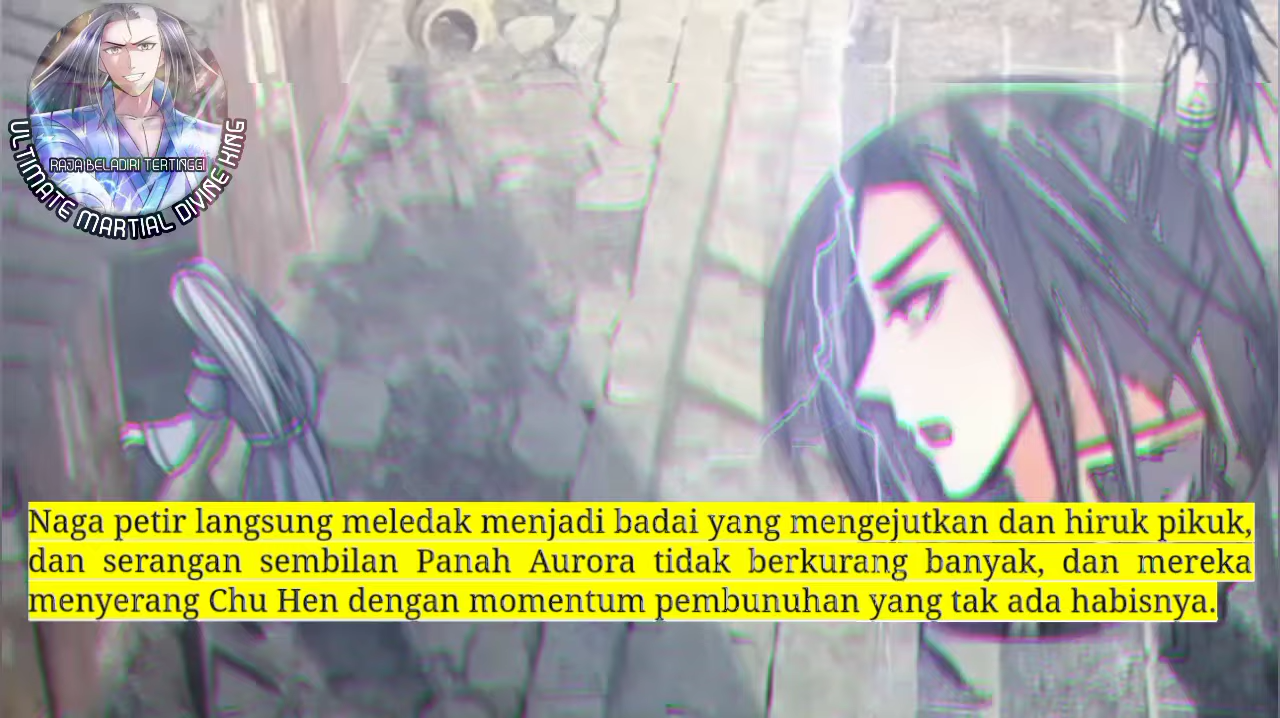 RAJA BELADIRI TERTINGGI
ULTIMATE MARTIAL DIVINE KING
Naga petir langsung meledak menjadi badai yang mengejutkan dan hiruk pikuk,
dan serangan sembilan Panah Aurora tidak berkurang banyak, dan mereka
menyerang Chu Hen dengan momentum pembunuhan yang tak ada habisnya.